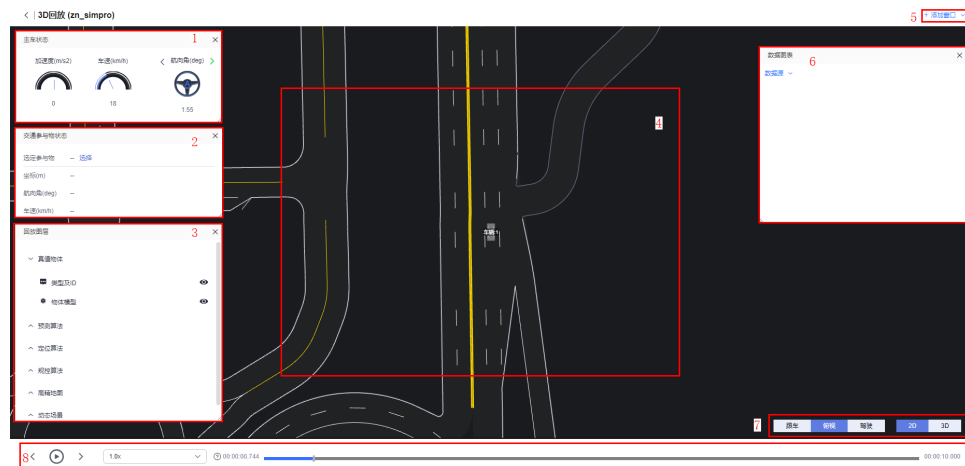 3D回放 (zn_simpro)
5
+ 添加窗口
主车状态
1
加速度(m/s2)
车速(km/h)
航向角(deg)
0
18
1.55
交通参与物状态
2
选定参与物 – 选择
坐标(m) –
航向角(deg) –
车速(km/h) –
回放图层
3
真值物体
类型及ID
物体模型
预测算法
定位算法
规控算法
高精地图
动态场景
4
数据图表
6
数据源
7
跟车 俯视 驾驶 2D 3D
8
1.0x
00:00:00.744
00:00:10.000